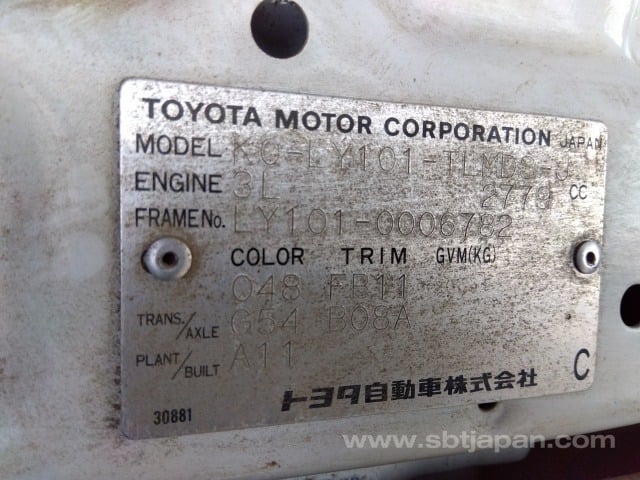 TOYOTA MOTOR CORPORATION JAPAN
MODEL KC-LY101-TLMDS-J
ENGINE 3L 2779 CC
FRAME No. LY101-0006782
COLOR TRIM GVM(KG)
048 FB11
TRANS./AXLE G54 B08A
PLANT/BUILT A11
C
30881 トヨタ自動車株式会社
www.sbtjapan.com